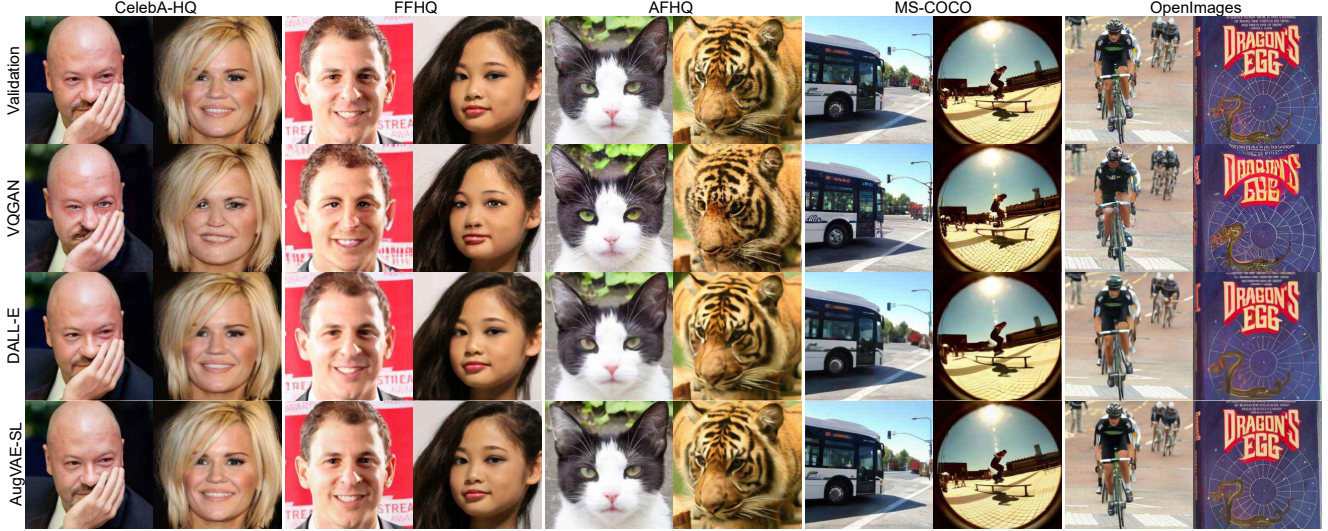 CelebA-HQ
FFHQ
AFHQ
MS-COCO
OpenImages
Validation
DRAGON'S
EGG
VQGAN
DALL-E
DRAGON'S
EGG
AugVAE-SL
DRAGON'S
EGG